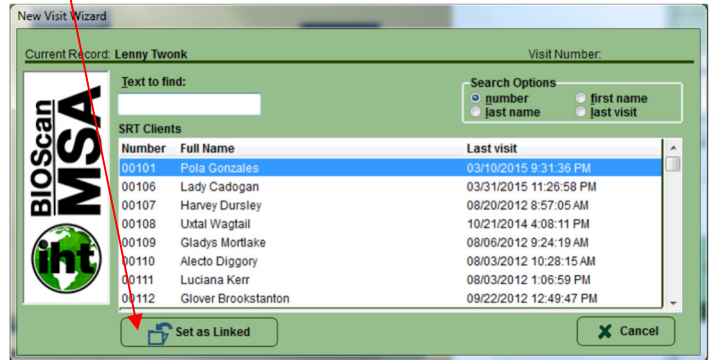 New Visit Wizard
Current Record: Lenny Twonk Visit Number:
Text to find:
Search Options
number first name
last name last visit
SRT Clients
Number Full Name Last visit
00101 Pola Gonzales 03/10/2015 9:31:36 PM
00106 Lady Cadogan 03/31/2015 11:26:58 PM
00107 Harvey Dursley 08/20/2012 8:57:05 AM
00108 Uxtal Wagtail 10/21/2014 4:08:11 PM
00109 Gladys Mortlake 08/06/2012 9:24:19 AM
00110 Alecto Diggory 08/03/2012 10:28:15 AM
00111 Luciana Kerr 08/03/2012 1:06:59 PM
00112 Glover Brookstanton 09/22/2012 12:49:47 PM
BIOScan
MSA
iht
Set as Linked Cancel